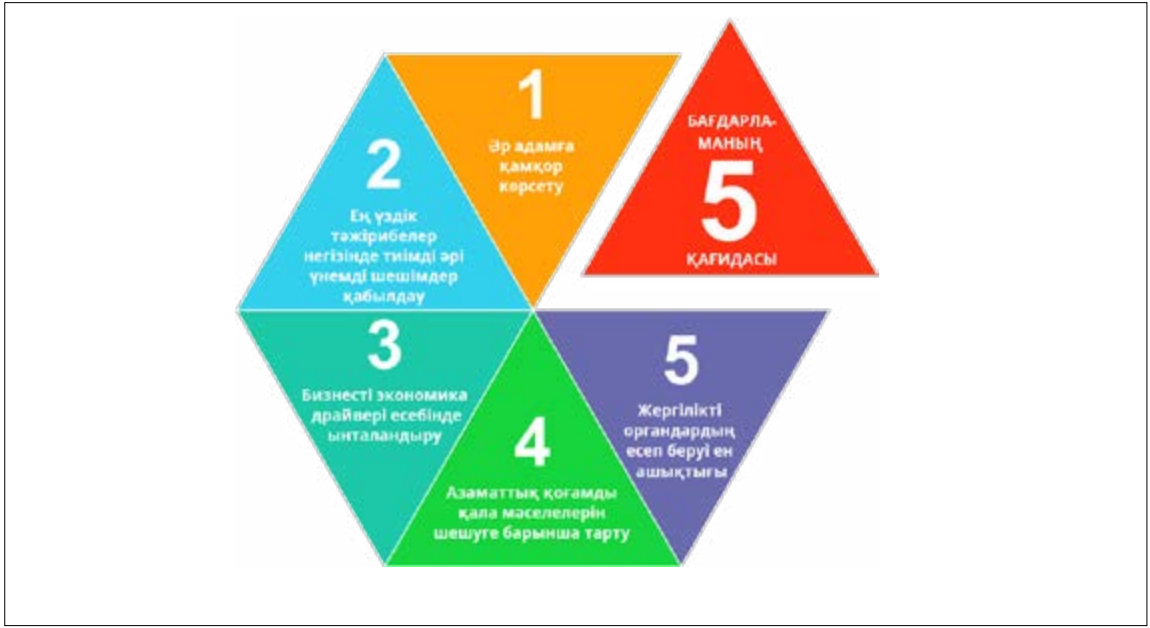 БАҒДАРЛА-
МАНЫҢ
5
ҚАҒИДАСЫ
1
Әр адамға
қамқор
көрсету
2
Ең үздік
тәжірибелер
негізінде тиімді әрі
үнемді шешімдер
қабылдау
3
Бизнесті экономика
драйвері есебінде
ынталандыру
4
Азаматтық қоғамды
қала мәселелерін
шешуге барынша тарту
5
Жергілікті
органдардың
есеп беруі ен
ашықтығы